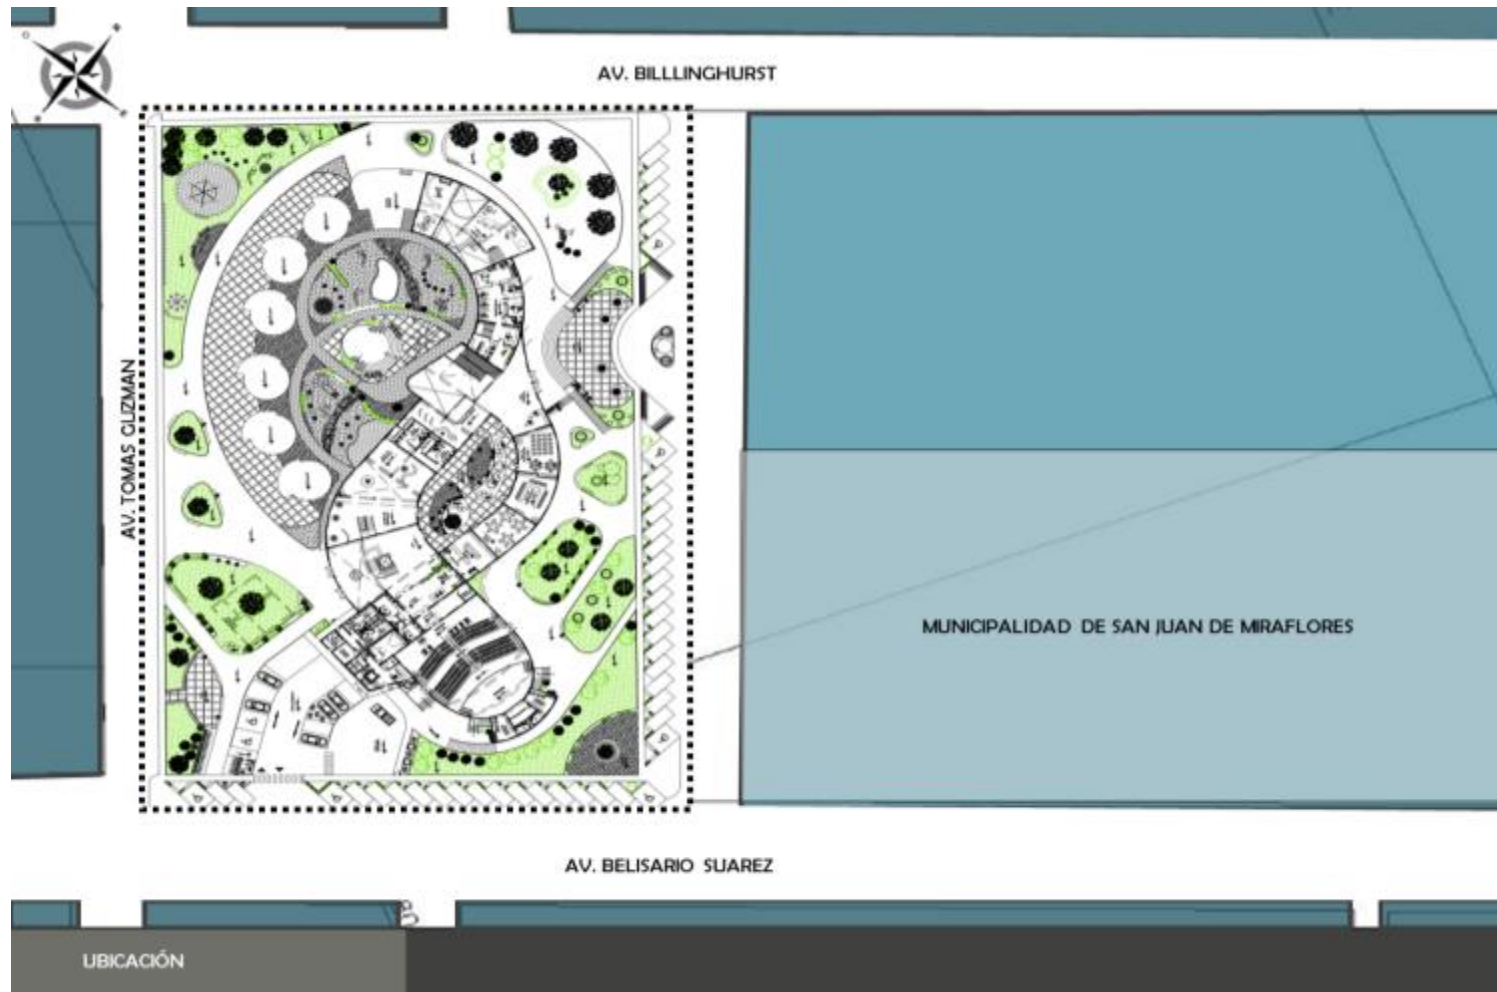 AV. BILLLINGHURST
AV. TOMAS GUZMAN
MUNICIPALIDAD DE SAN JUAN DE MIRAFLORES
AV. BELISARIO SUAREZ
UBICACIÓN